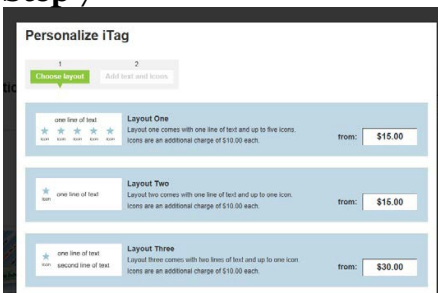 Personalize iTag
1
2
Choose layout
Add text and icons
one line of text
icon icon icon icon icon
Layout One
Layout one comes with one line of text and up to five icons.
Icons are an additional charge of $10.00 each.
from: $15.00
one line of text
icon
Layout Two
Layout two comes with one line of text and up to one icon.
Icons are an additional charge of $10.00 each.
from: $15.00
one line of text
icon second line of text
Layout Three
Layout three comes with two lines of text and up to one icon
Icons are an additional charge of $10.00 each.
from: $30.00